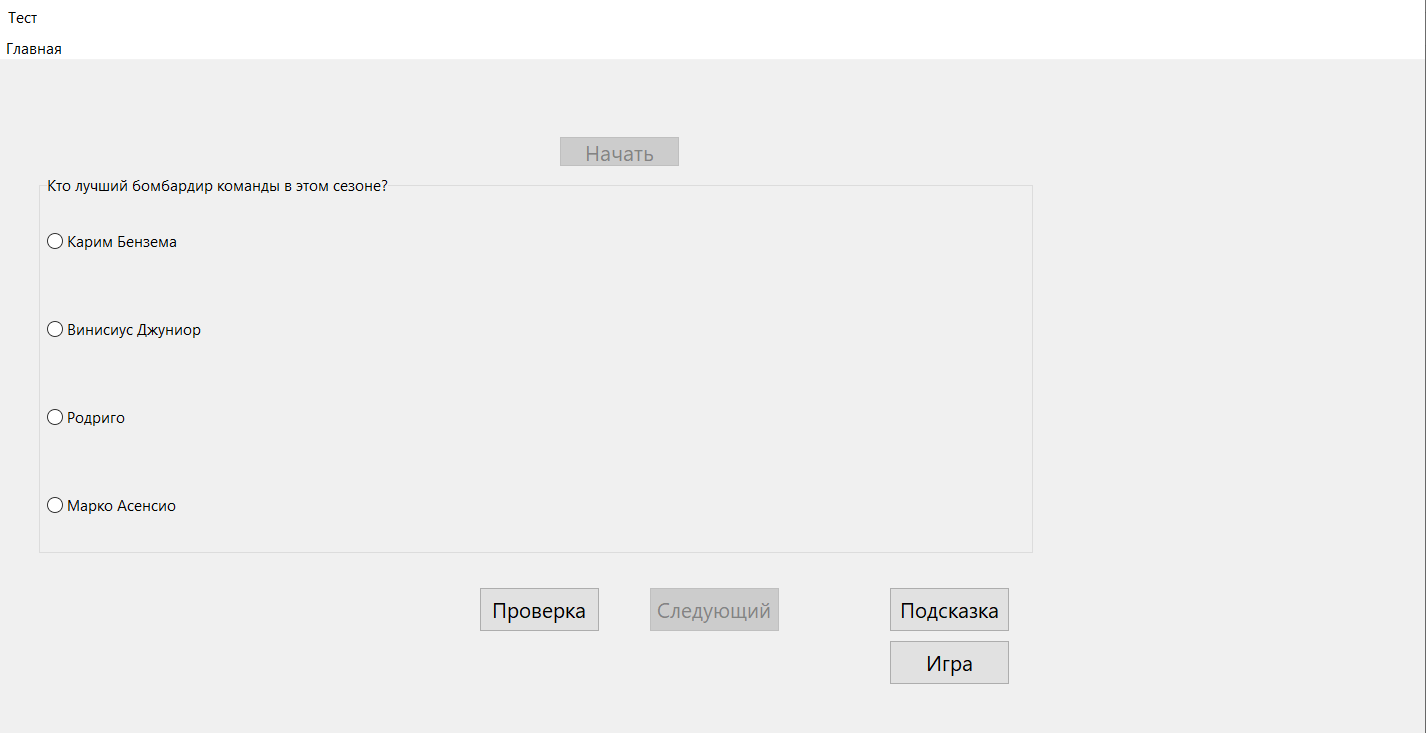 Тест
Главная
Начать
Кто лучший бомбардир команды в этом сезоне?
Карим Бензема
Винисиус Джуниор
Родриго
Марко Асенсио
Проверка
Следующий
Подсказка
Игра